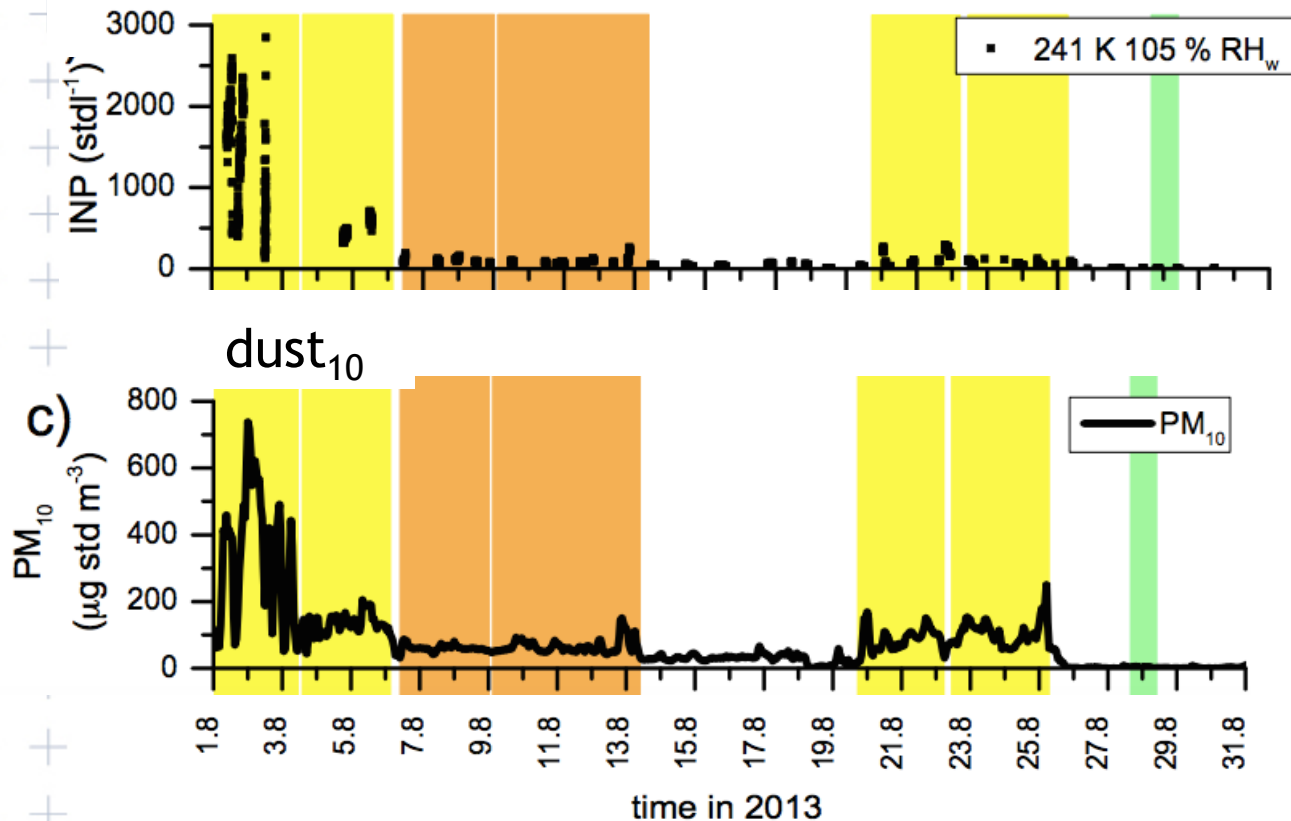 3000
241 K 105 % RHw
2000
1000
0
INP (stdl-1)
dust10
c)
800
600
400
200
0
PM10
(µg std m-3)
PM10
1.8 3.8 5.8 7.8 9.8 11.8 13.8 15.8 17.8 19.8 21.8 23.8 25.8 27.8 29.8 31.8
time in 2013